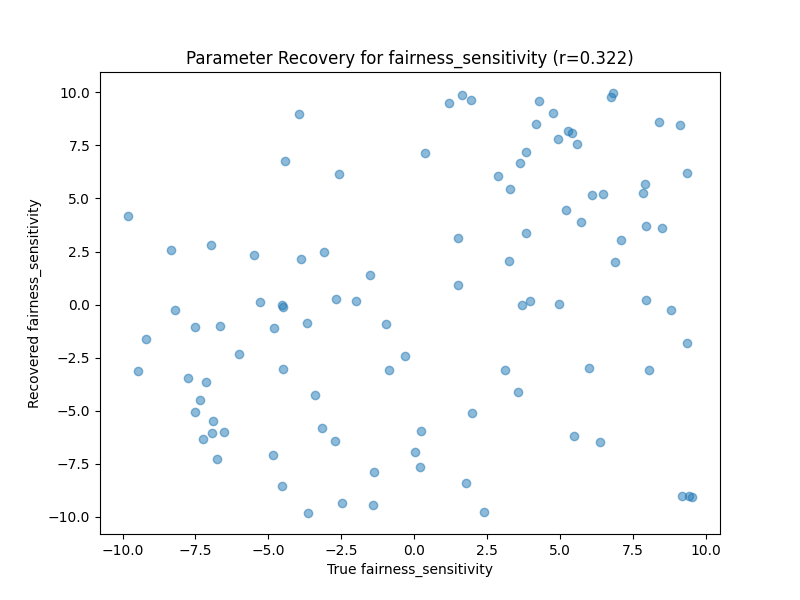 Parameter Recovery for fairness_sensitivity (r=0.322)
10.0
7.5
5.0
2.5
0.0
−2.5
−5.0
−7.5
−10.0
Recovered fairness_sensitivity
−10.0 −7.5 −5.0 −2.5 0.0 2.5 5.0 7.5 10.0
True fairness_sensitivity